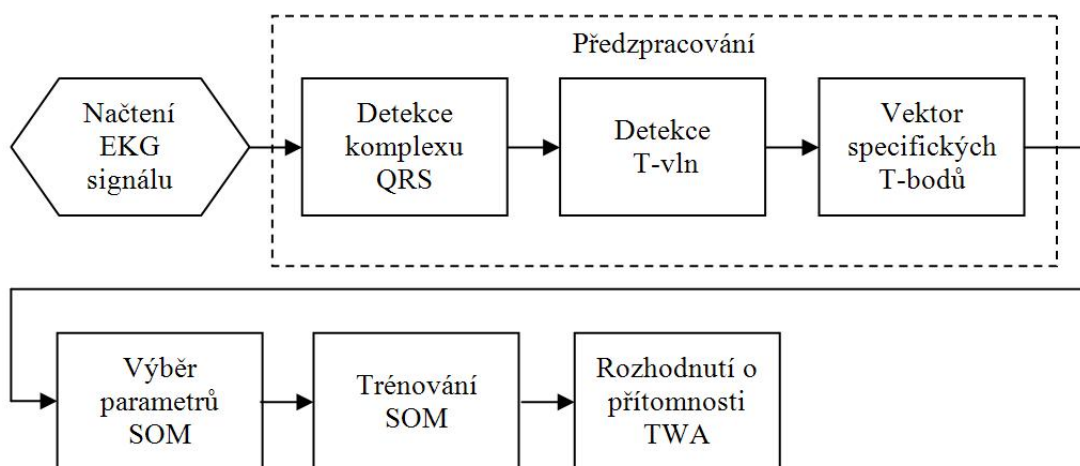 Předzpracování
Načtení
EKG
signálu
Detekce
komplexu
QRS
Detekce
T-vln
Vektor
specifických
T-bodů
Výběr
parametrů
SOM
Trénování
SOM
Rozhodnutí o
přítomnosti
TWA